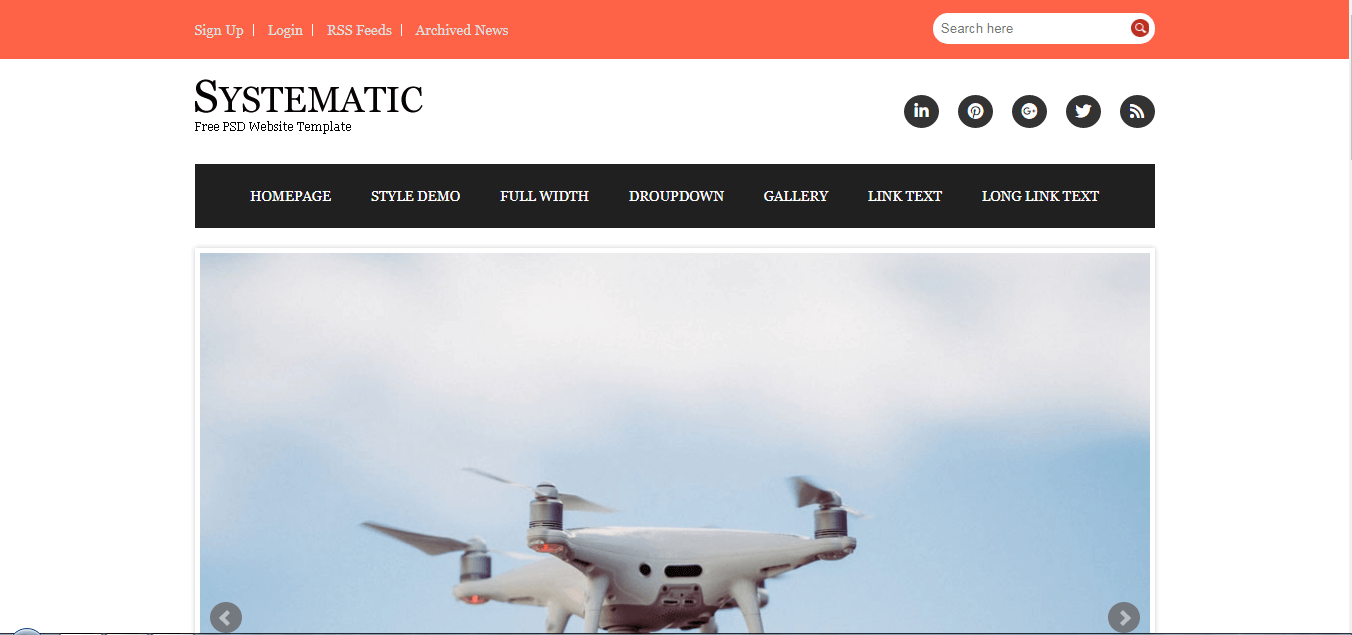 Sign Up | Login | RSS Feeds | Archived News
Search here
SYSTEMATIC
Free PSD Website Template
in
HOMEPAGE STYLE DEMO FULL WIDTH DROUPDOWN GALLERY LINK TEXT LONG LINK TEXT